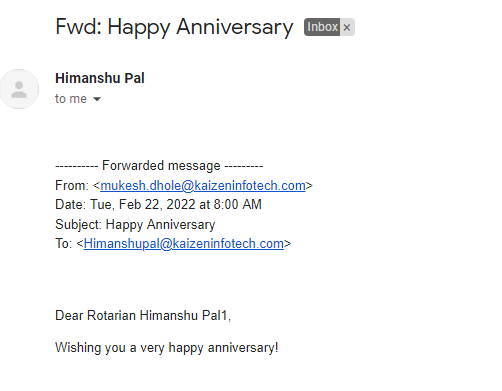 Fwd: Happy Anniversary Inbox ×
Himanshu Pal
to me
---------- Forwarded message ---------
From: <mukesh.dhole@kaizeninfotech.com>
Date: Tue, Feb 22, 2022 at 8:00 AM
Subject: Happy Anniversary
To: <Himanshupal@kaizeninfotech.com>
Dear Rotarian Himanshu Pal1,
Wishing you a very happy anniversary!